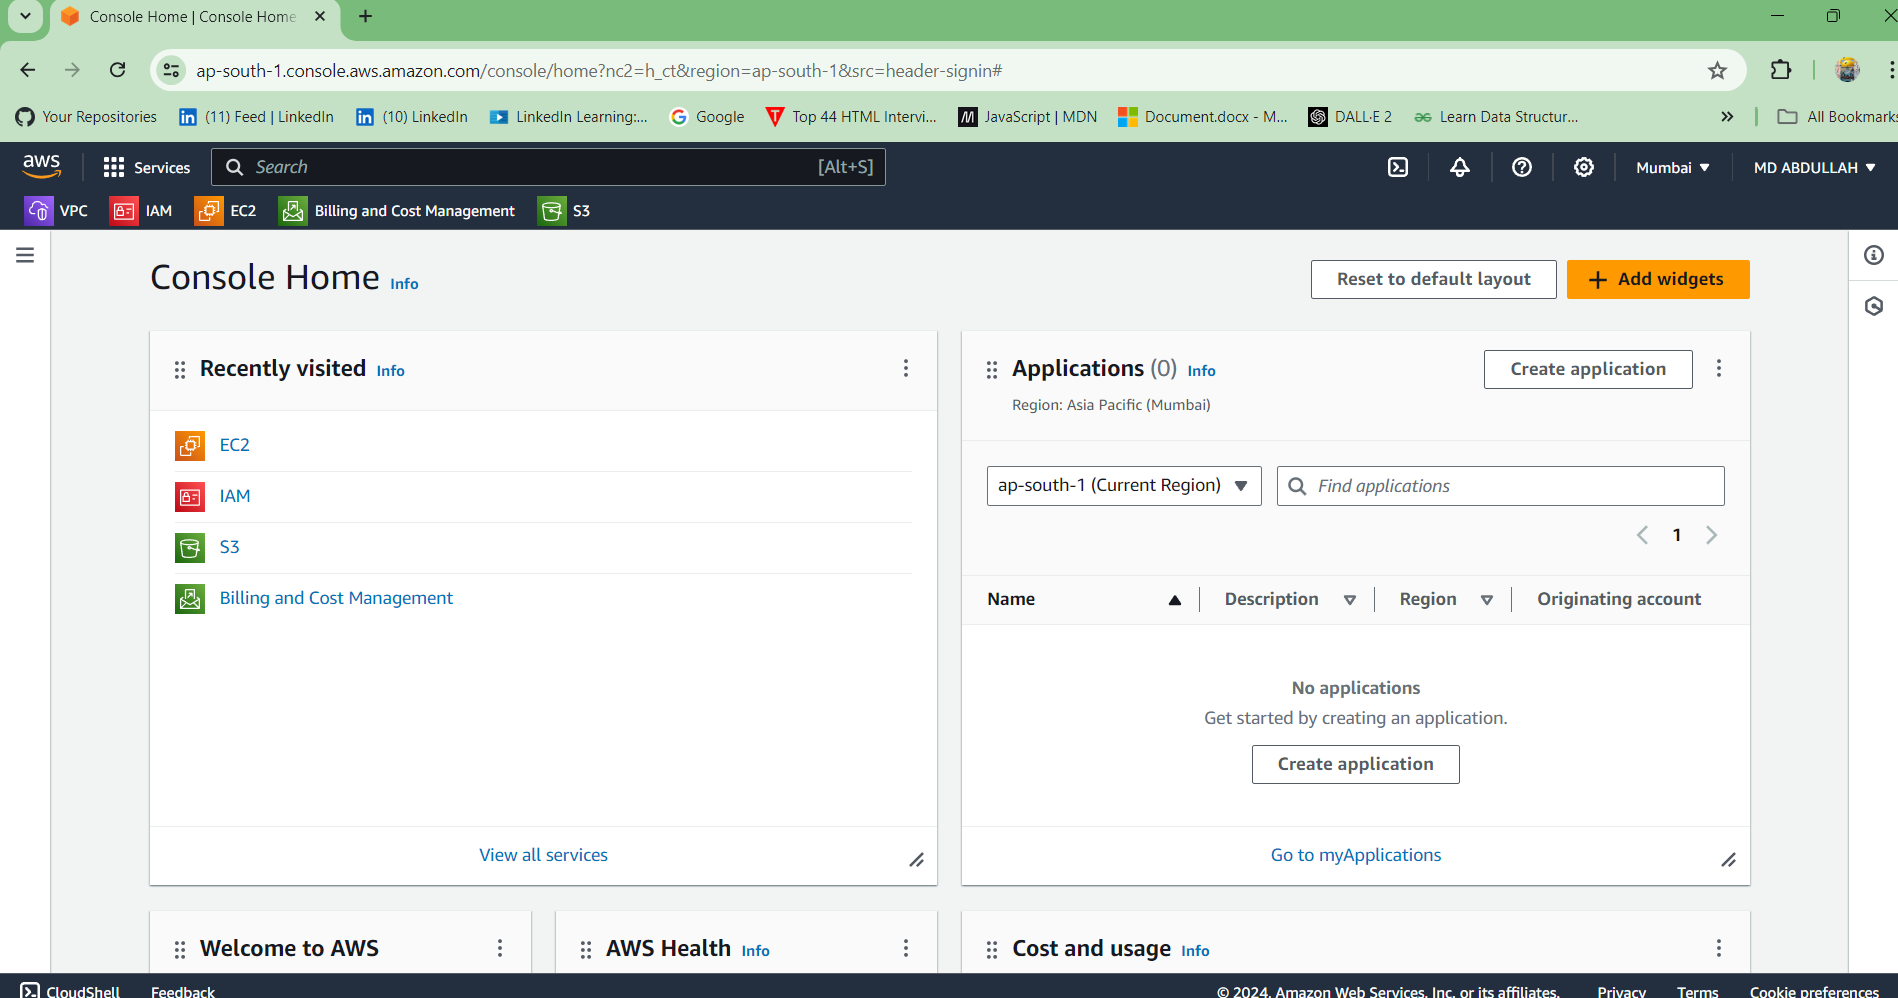 Console Home | Console Home
ap-south-1.console.aws.amazon.com/console/home?nc2=h_ct&region=ap-south-1&src=header-signin#
Your Repositories (11) Feed | LinkedIn (10) LinkedIn LinkedIn Learning:... Google Top 44 HTML Intervi... JavaScript | MDN Document.docx - M... DALL·E 2 Learn Data Structur... » All Bookmarks
aws Services Search [Alt+S] Mumbai MD ABDULLAH
VPC IAM EC2 Billing and Cost Management S3
Console Home Info Reset to default layout + Add widgets
Recently visited Info
EC2
IAM
S3
Billing and Cost Management
View all services
Applications (0) Info Create application
Region: Asia Pacific (Mumbai)
ap-south-1 (Current Region) Find applications
1
Name Description Region Originating account
No applications
Get started by creating an application.
Create application
Go to myApplications
Welcome to AWS AWS Health Info Cost and usage Info
CloudShell Feedback © 2024, Amazon Web Services, Inc. or its affiliates. Privacy Terms Cookie preferences